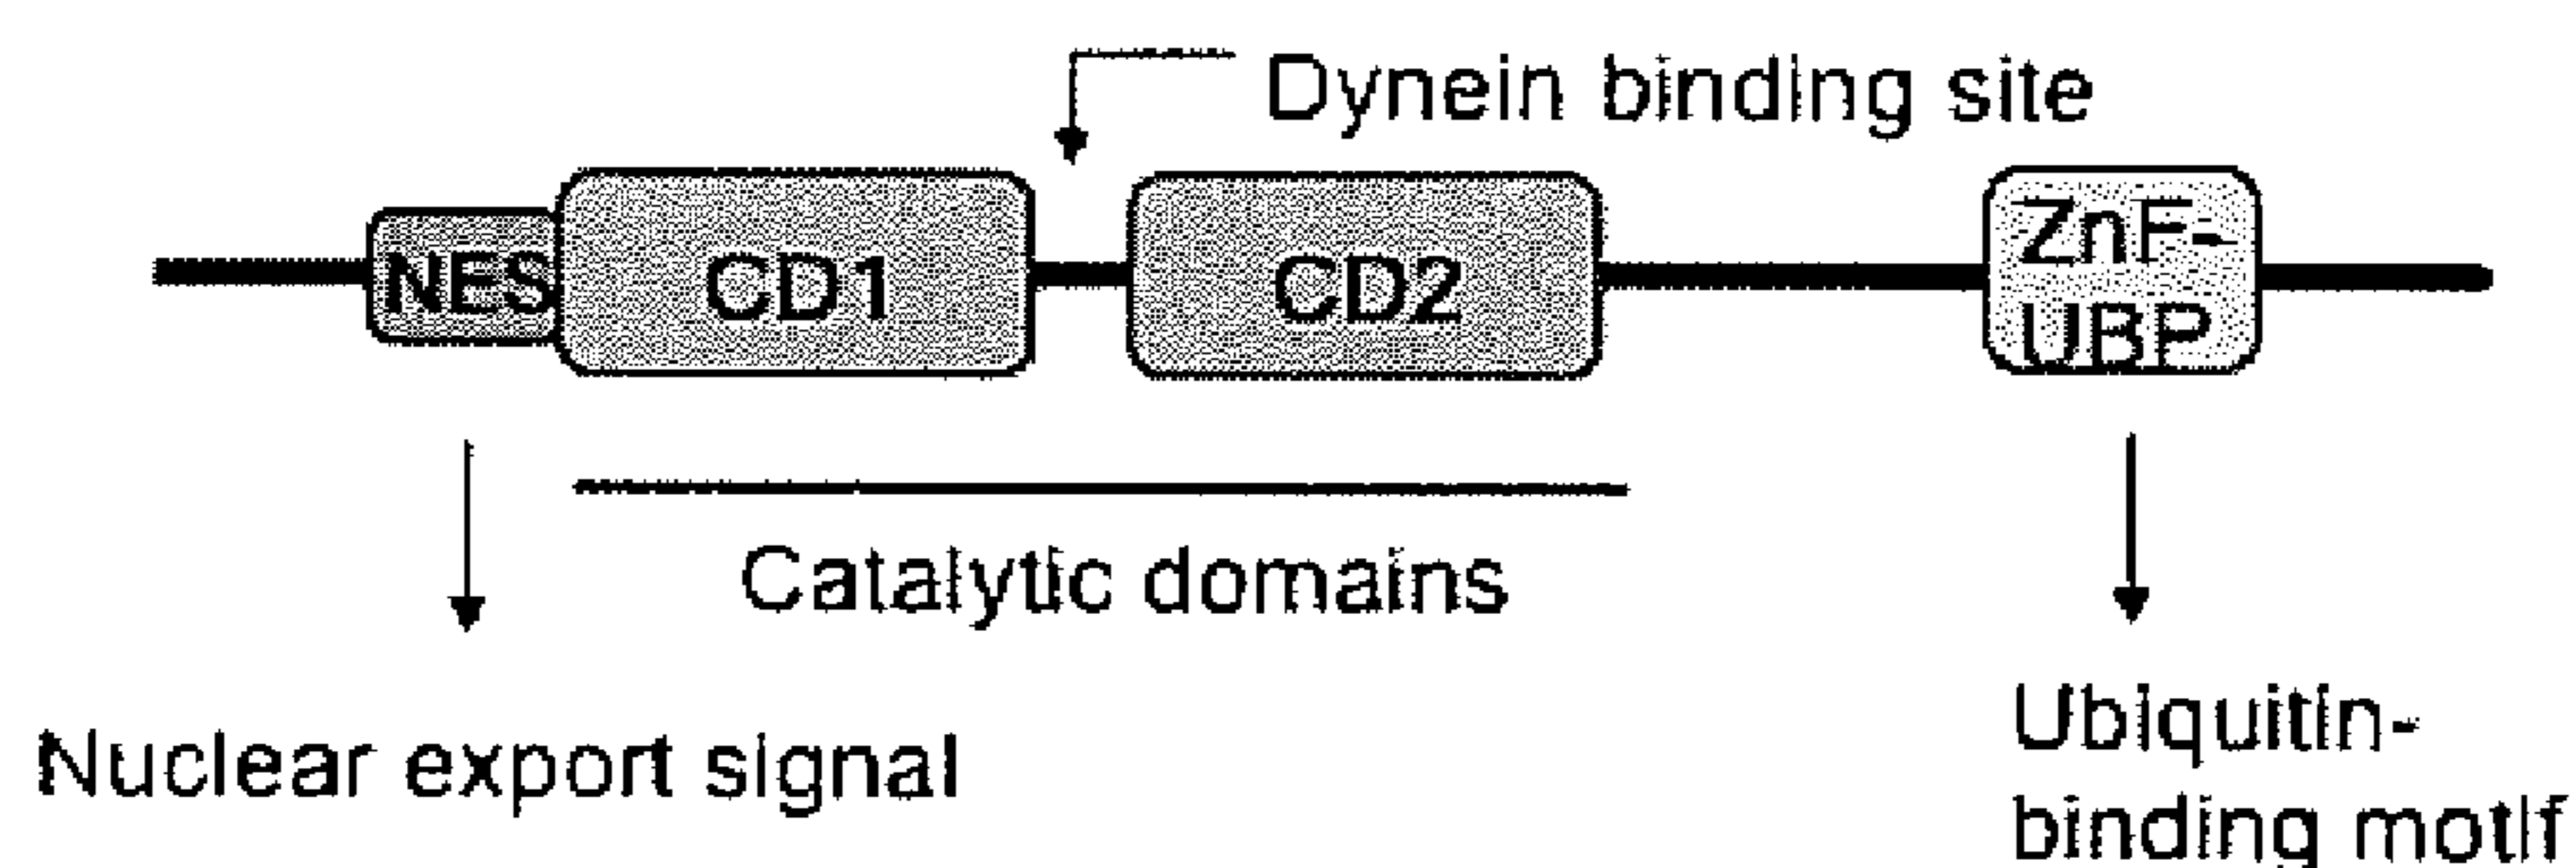 Dynein binding site
NES
CD1
CD2
ZnF-
UBP
Catalytic domains
Nuclear export signal
Ubiquitin-
binding motif